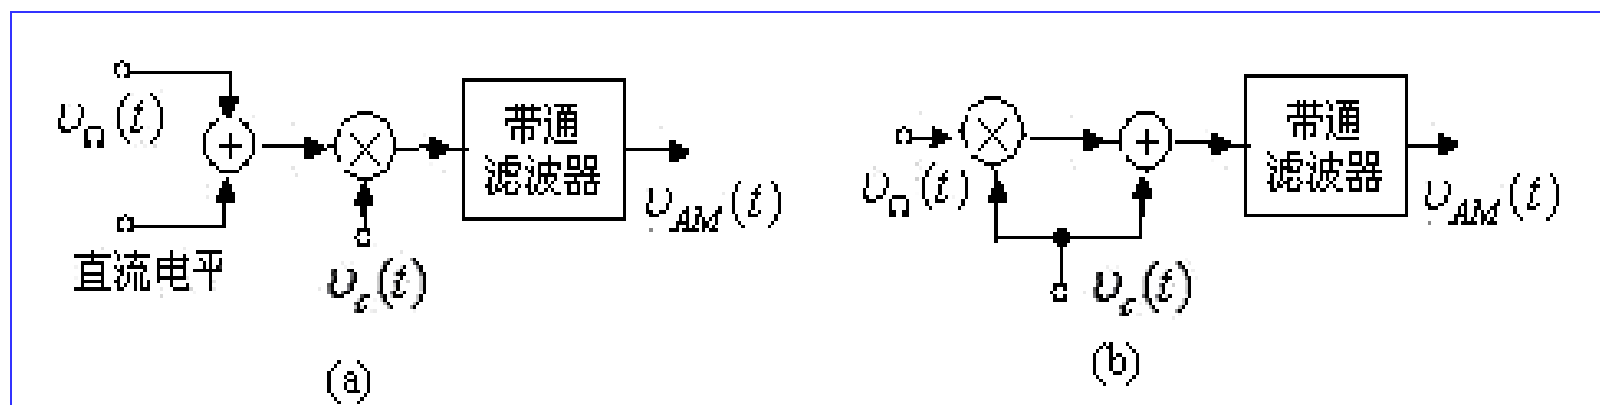 υΩ(t)
直流电平
+
×
υc(t)
带通
滤波器
υAM(t)
(a)
υΩ(t)
×
+
υc(t)
带通
滤波器
υAM(t)
(b)